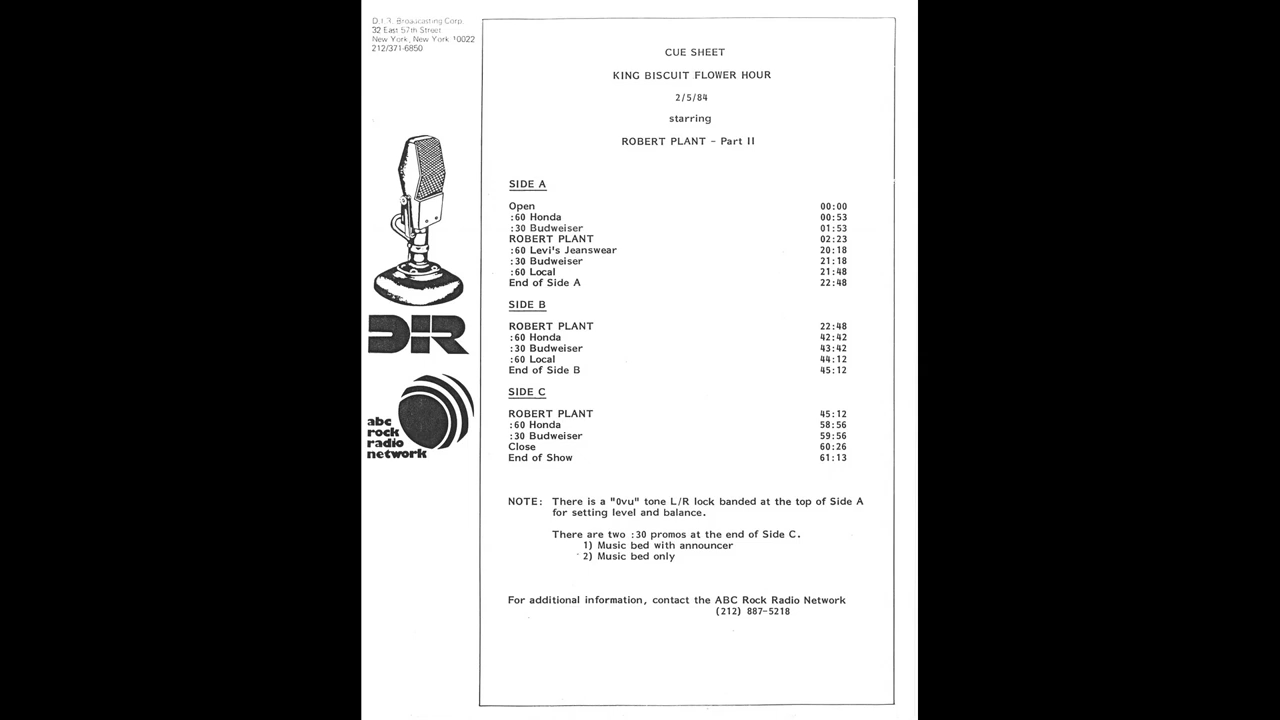 D.I.R. Broadcasting Corp.
32 East 57th Street
New York, New York 10022
212/371-6850
DIR
abc
rock
radio
network
CUE SHEET
KING BISCUIT FLOWER HOUR
2/5/84
starring
ROBERT PLANT - Part II
SIDE A
Open 00:00
:60 Honda 00:53
:30 Budweiser 01:53
ROBERT PLANT 02:23
:60 Levi's Jeanswear 20:18
:30 Budweiser 21:18
:60 Local 21:48
End of Side A 22:48
SIDE B
ROBERT PLANT 22:48
:60 Honda 42:42
:30 Budweiser 43:42
:60 Local 44:12
End of Side B 45:12
SIDE C
ROBERT PLANT 45:12
:60 Honda 58:56
:30 Budweiser 59:56
Close 60:26
End of Show 61:13
NOTE: There is a "0vu" tone L/R lock banded at the top of Side A
for setting level and balance.
There are two :30 promos at the end of Side C.
1) Music bed with announcer
2) Music bed only
For additional information, contact the ABC Rock Radio Network
(212) 887-5218